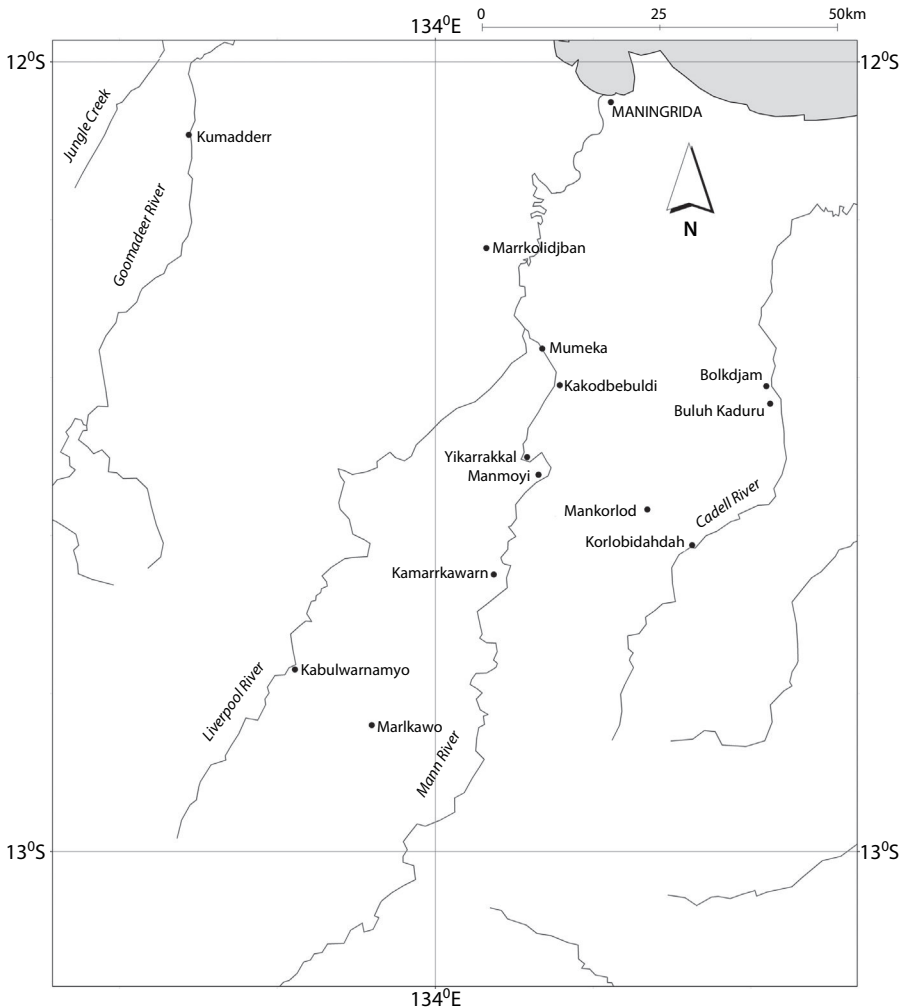 0 25 50km
134⁰E
12⁰S 12⁰S
MANINGRIDA
Jungle Creek
Kumadderr
N
Goomadeer River
Marrkolidjban
Mumeka
Bolkdjam
Kakodbebuldi
Buluh Kaduru
Yikarrakkal
Manmoyi
Cadell River
Mankorlod
Korlobidahdah
Kamarrkawarn
Kabulwarnamyo
Liverpool River
Marlkawo
Mann River
13⁰S 13⁰S
134⁰E